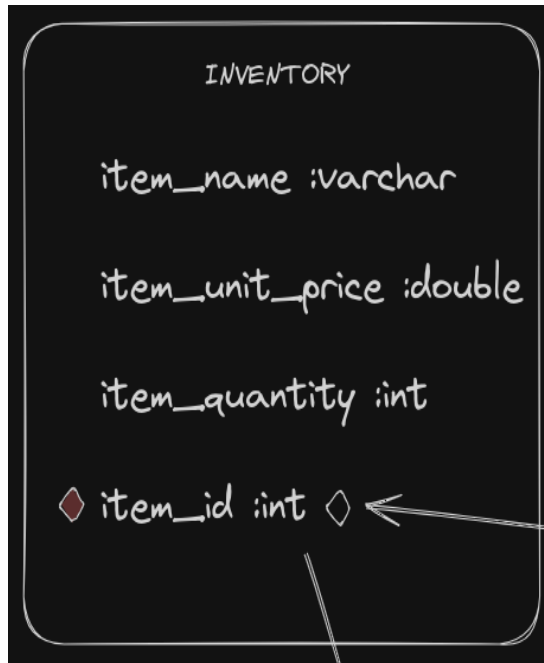 INVENTORY
item_name :varchar
item_unit_price :double
item_quantity :int
item_id :int